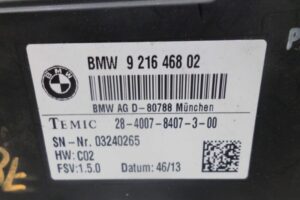 BMW 9 216 468 02
BMW AG D-80788 München
TEMIC 28-4007-8407-3-00
SN-Nr. 03240265
HW: C02
FSV:1.5.0 Datum: 46/13